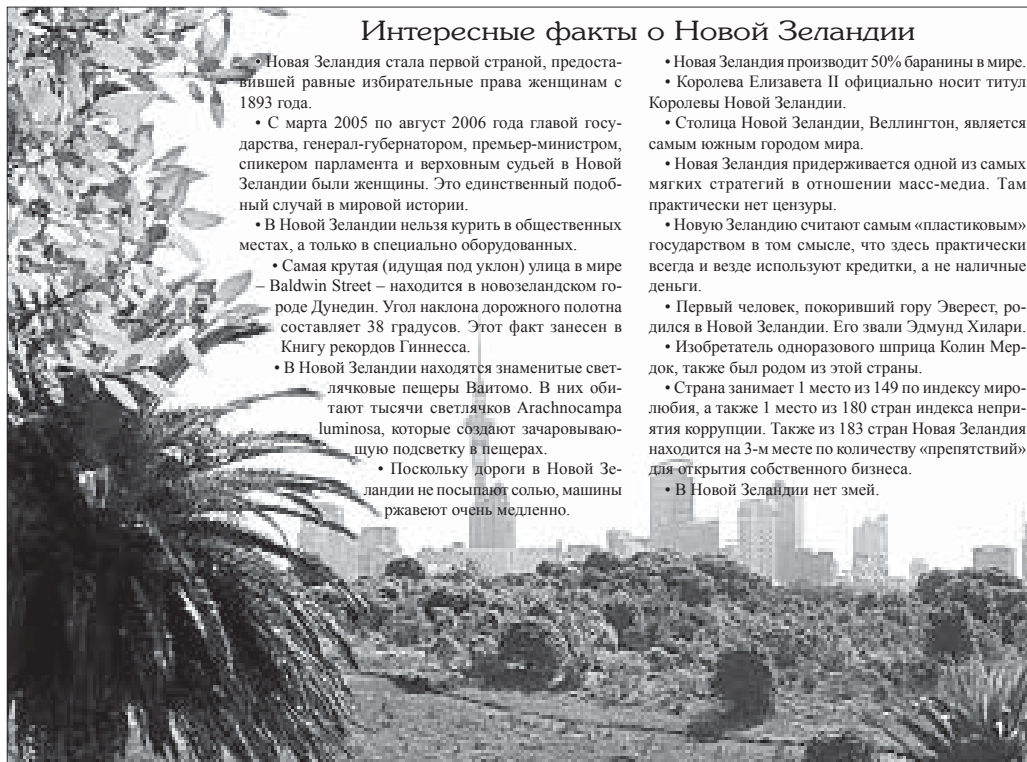 Интересные факты о Новой Зеландии
• Новая Зеландия стала первой страной, предоста-
вившей равные избирательные права женщинам с
1893 года.
• С марта 2005 по август 2006 года главой госу-
дарства, генерал-губернатором, премьер-министром,
спикером парламента и верховным судьей в Новой
Зеландии были женщины. Это единственный подоб-
ный случай в мировой истории.
• В Новой Зеландии нельзя курить в общественных
местах, а только в специально оборудованных.
• Самая крутая (идущая под уклон) улица в мире
– Baldwin Street – находится в новозеландском го-
роде Дунедин. Угол наклона дорожного полотна
составляет 38 градусов. Этот факт занесен в
Книгу рекордов Гиннесса.
• В Новой Зеландии находятся знаменитые свет-
лячковые пещеры Ваитомо. В них оби-
тают тысячи светлячков Arachnocampa
luminosa, которые создают зачаровываю-
щую подсветку в пещерах.
• Поскольку дороги в Новой Зе-
ландии не посыпают солью, машины
ржавеют очень медленно.
• Новая Зеландия производит 50% баранины в мире.
• Королева Елизавета II официально носит титул
Королевы Новой Зеландии.
• Столица Новой Зеландии, Веллингтон, является
самым южным городом мира.
• Новая Зеландия придерживается одной из самых
мягких стратегий в отношении масс-медиа. Там
практически нет цензуры.
• Новую Зеландию считают самым «пластиковым»
государством в том смысле, что здесь практически
всегда и везде используют кредитки, а не наличные
деньги.
• Первый человек, покоривший гору Эверест, ро-
дился в Новой Зеландии. Его звали Эдмунд Хилари.
• Изобретатель одноразового шприца Колин Мер-
док, также был родом из этой страны.
• Страна занимает 1 место из 149 по индексу миро-
любия, а также 1 место из 180 стран индекса непри-
ятия коррупции. Также из 183 стран Новая Зеландия
находится на 3-м месте по количеству «препятствий»
для открытия собственного бизнеса.
• В Новой Зеландии нет змей.